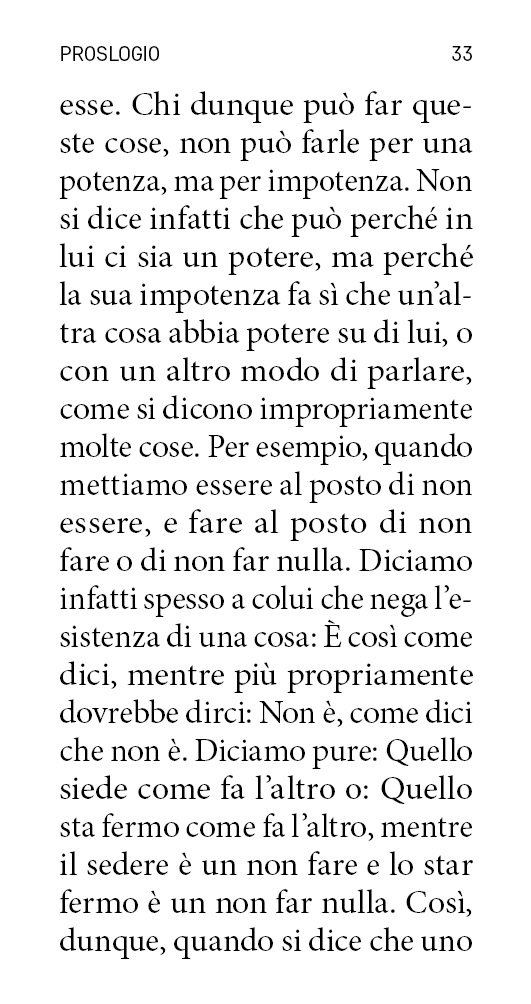 PROSLOGIO 33
esse. Chi dunque può far que-
ste cose, non può farle per una
potenza, ma per impotenza. Non
si dice infatti che può perché in
lui ci sia un potere, ma perché
la sua impotenza fa sì che un’al-
tra cosa abbia potere su di lui, o
con un altro modo di parlare,
come si dicono impropriamente
molte cose. Per esempio, quando
mettiamo essere al posto di non
essere, e fare al posto di non
fare o di non far nulla. Diciamo
infatti spesso a colui che nega l’e-
sistenza di una cosa: È così come
dici, mentre più propriamente
dovrebbe dirci: Non è, come dici
che non è. Diciamo pure: Quello
siede come fa l’altro o: Quello
sta fermo come fa l’altro, mentre
il sedere è un non fare e lo star
fermo è un non far nulla. Così,
dunque, quando si dice che uno